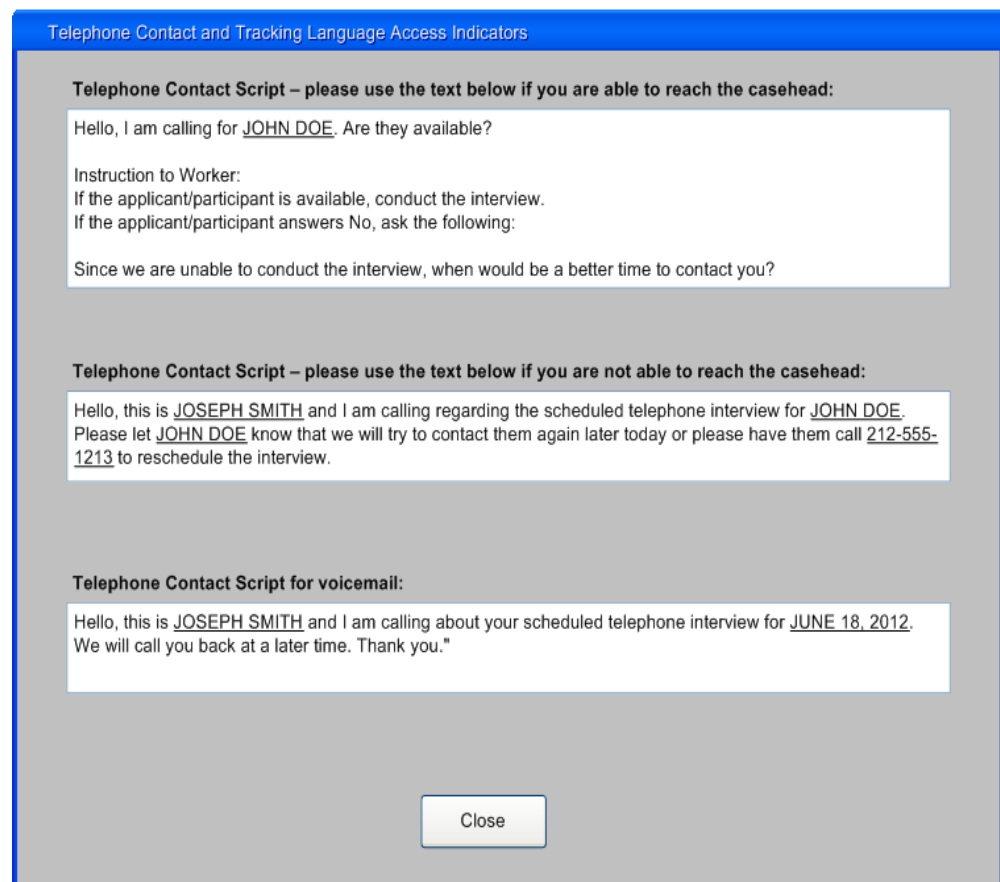 Telephone Contact and Tracking Language Access Indicators
Telephone Contact Script – please use the text below if you are able to reach the casehead:
Hello, I am calling for JOHN DOE. Are they available?
Instruction to Worker:
If the applicant/participant is available, conduct the interview.
If the applicant/participant answers No, ask the following:
Since we are unable to conduct the interview, when would be a better time to contact you?
Telephone Contact Script – please use the text below if you are not able to reach the casehead:
Hello, this is JOSEPH SMITH and I am calling regarding the scheduled telephone interview for JOHN DOE.
Please let JOHN DOE know that we will try to contact them again later today or please have them call 212-555-
1213 to reschedule the interview.
Telephone Contact Script for voicemail:
Hello, this is JOSEPH SMITH and I am calling about your scheduled telephone interview for JUNE 18, 2012.
We will call you back at a later time. Thank you."
Close